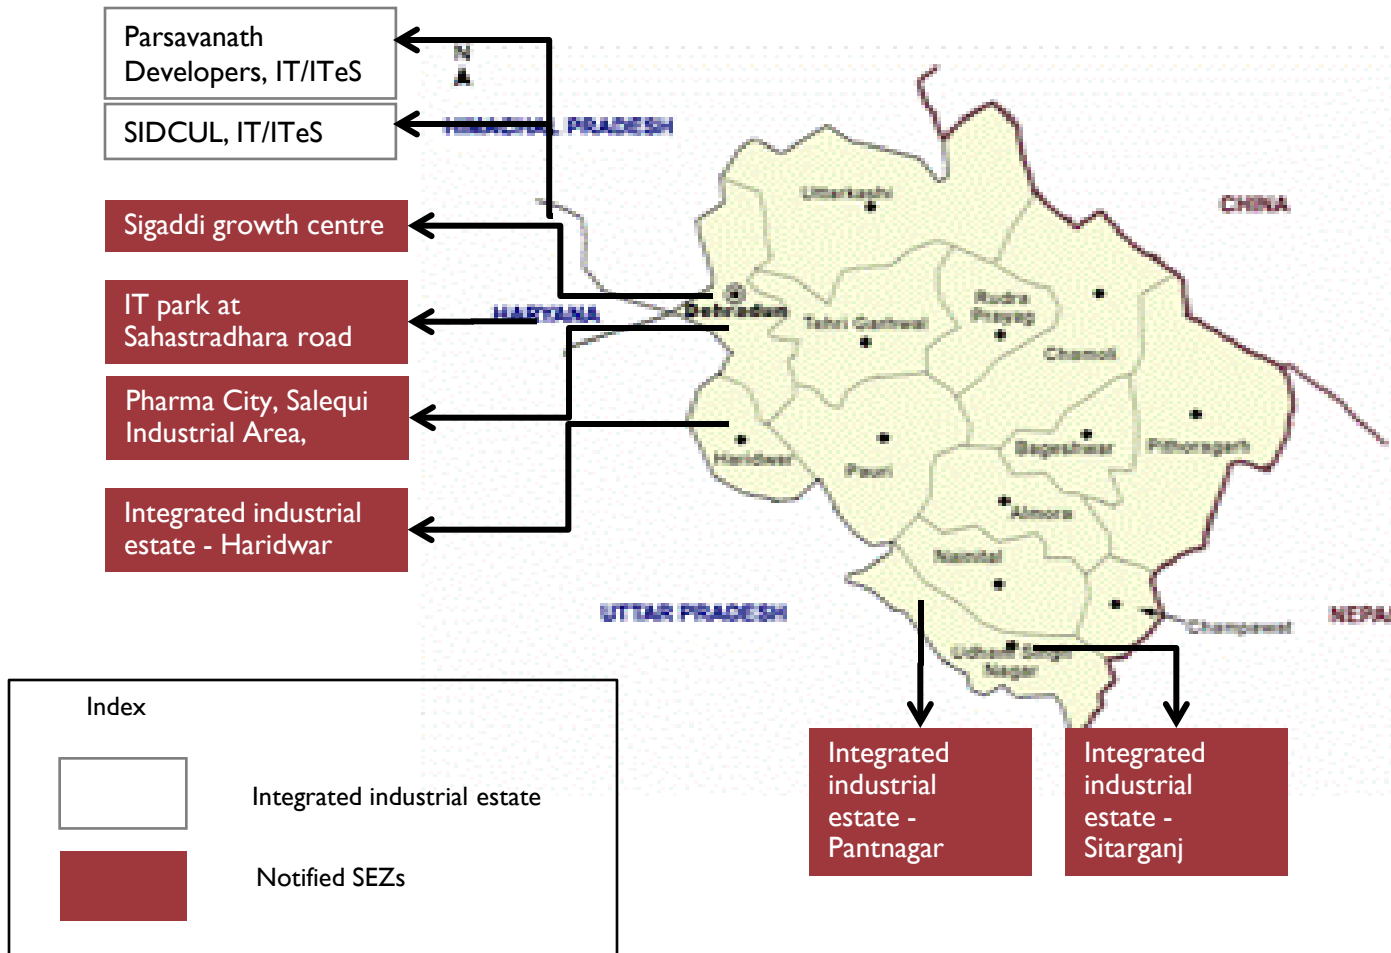 Parsavanath
Developers, IT/ITeS
SIDCUL, IT/ITeS
Sigaddi growth centre
IT park at
Sahastradhara road
Pharma City, Salequi
Industrial Area,
Integrated industrial
estate - Haridwar
N
HIMACHAL PRADESH
HARYANA
CHINA
Uttarkashi
Dehradun
Tehri Garhwal
Rudra
Prayag
Chamoli
Haridwar
Pauri
Bageshwar
Pithoragarh
Almora
Nainital
Champawat
NEPA
UTTAR PRADESH
Udham Singh
Nagar
Integrated
industrial
estate -
Pantnagar
Integrated
industrial
estate -
Sitarganj
Index
Integrated industrial estate
Notified SEZs